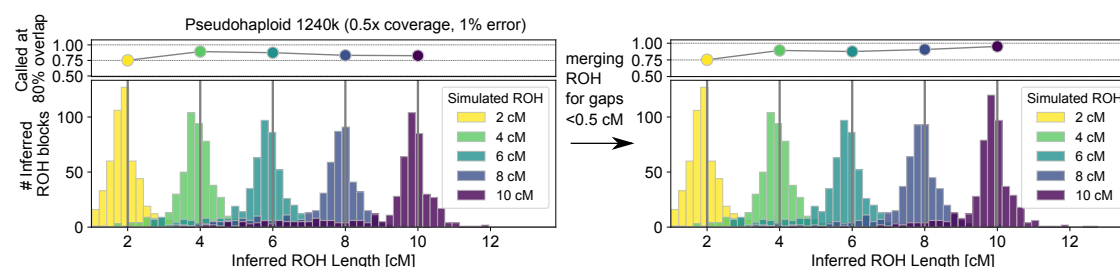 Pseudohaploid 1240k (0.5x coverage, 1% error)
Called at
80% overlap
1.00
0.75
0.50
# Inferred
ROH blocks
100
50
0
Simulated ROH
2 cM
4 cM
6 cM
8 cM
10 cM
2 4 6 8 10 12
Inferred ROH Length [cM]
merging
ROH
for gaps
<0.5 cM
1.00
0.75
0.50
100
50
0
Simulated ROH
2 cM
4 cM
6 cM
8 cM
10 cM
2 4 6 8 10 12
Inferred ROH Length [cM]